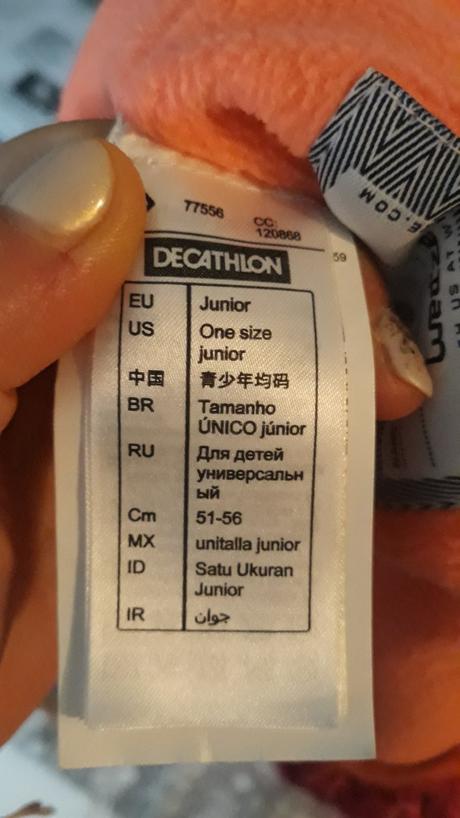 77556
CC:
120868
59
DECATHLON
EU Junior
US One size
junior
中国 青少年均码
BR Tamanho
ÚNICO júnior
RU Для детей
универсальн
ый
Cm 51-56
MX unitalla junior
ID Satu Ukuran
Junior
IR جوان
E.COM